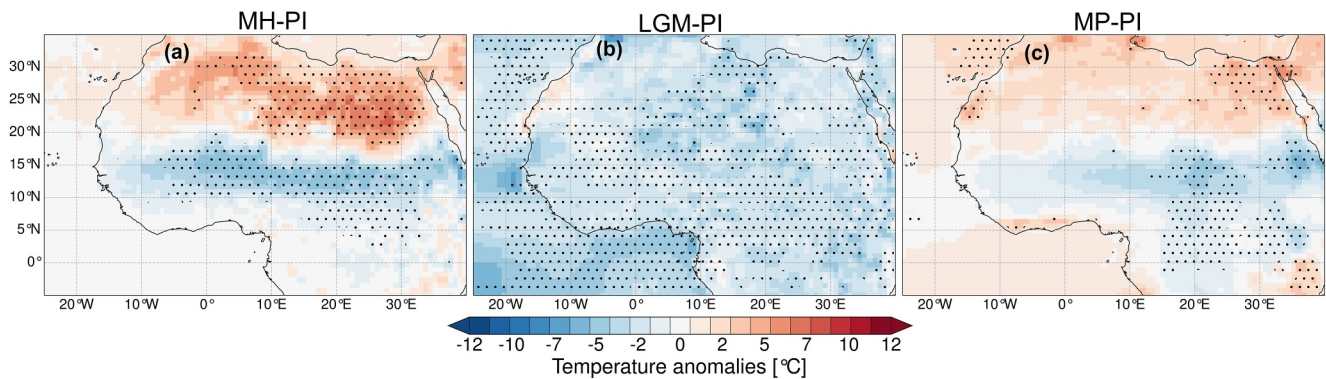 MH-PI LGM-PI MP-PI
(a) (b) (c)
30°N
25°N
20°N
15°N
10°N
5°N
0°
20°W 10°W 0° 10°E 20°E 30°E 20°W 10°W 0° 10°E 20°E 30°E 20°W 10°W 0° 10°E 20°E 30°E
-12 -10 -7 -5 -2 0 2 5 7 10 12
Temperature anomalies [°C]